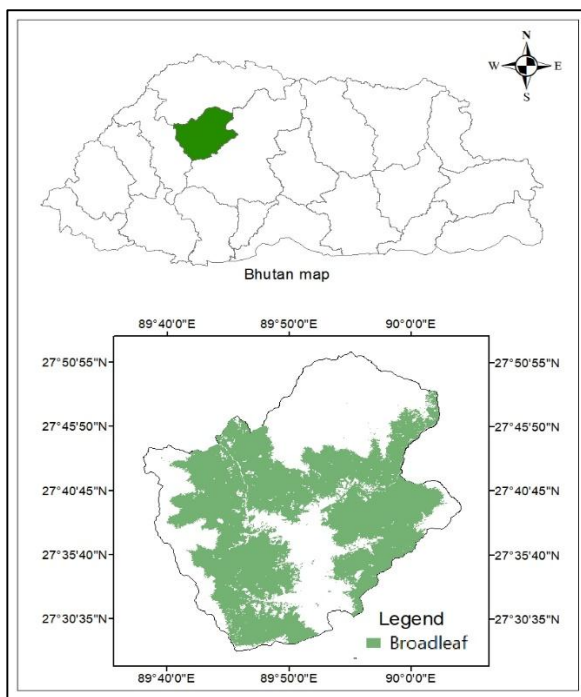 N
W E
S
Bhutan map
89°40'0"E 89°50'0"E 90°0'0"E
27°50'55"N 27°50'55"N
27°45'50"N 27°45'50"N
27°40'45"N 27°40'45"N
27°35'40"N 27°35'40"N
27°30'35"N 27°30'35"N
Legend
Broadleaf
89°40'0"E 89°50'0"E 90°0'0"E